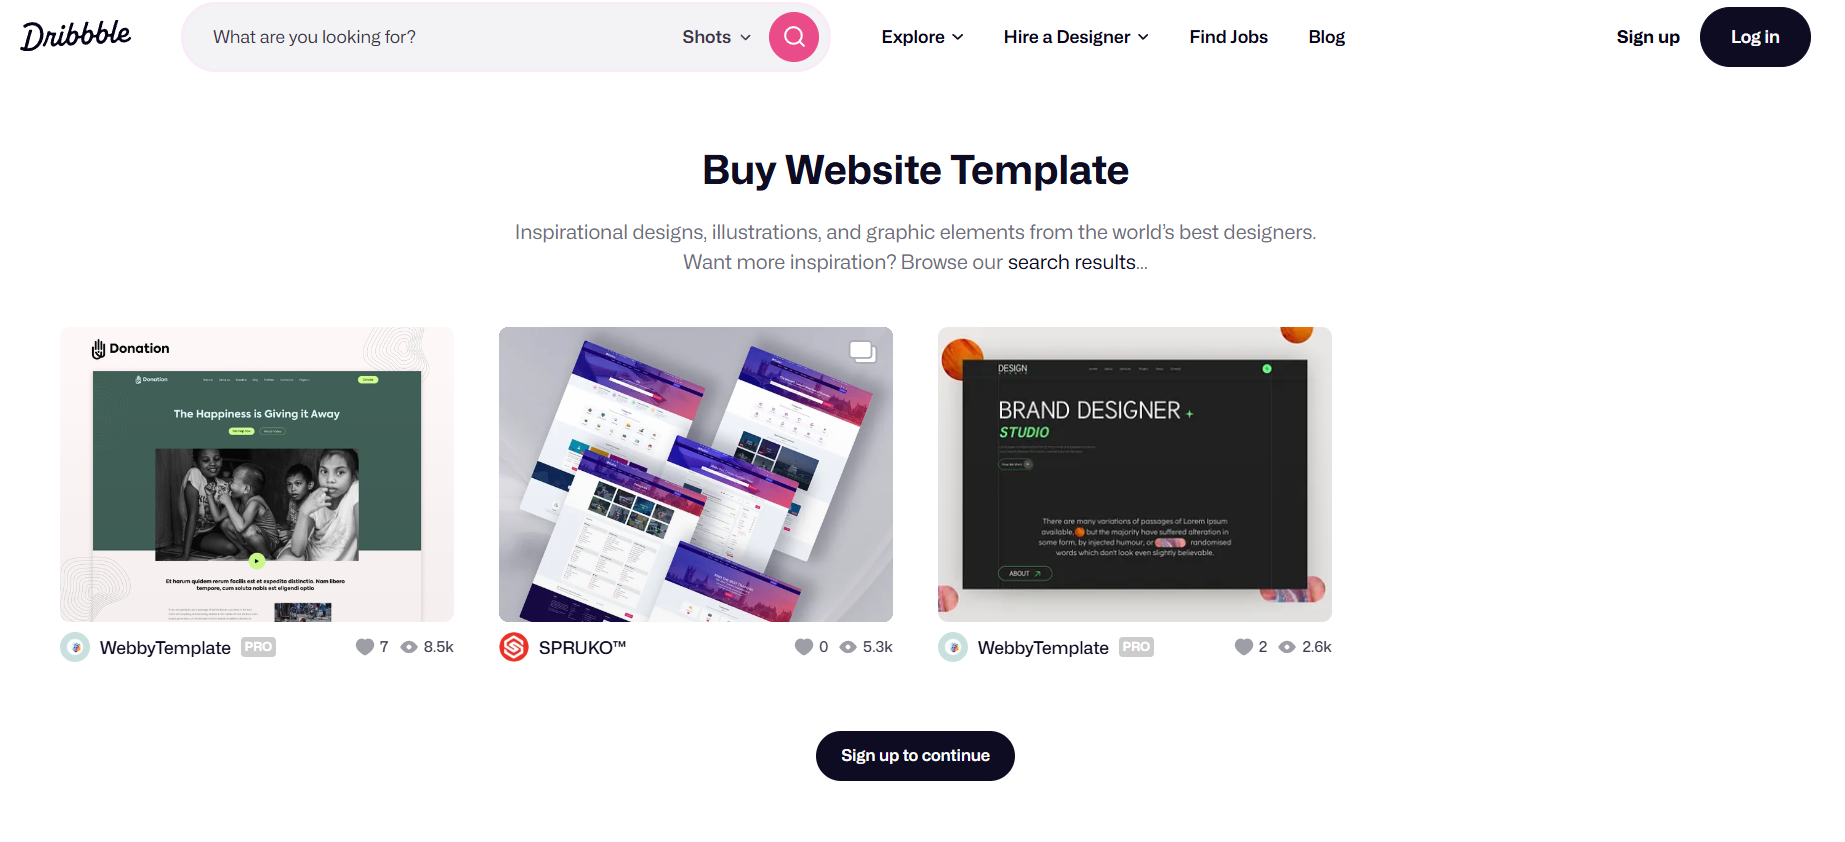 Dribbble
What are you looking for?
Shots
Explore
Hire a Designer
Find Jobs
Blog
Sign up
Log in
Buy Website Template
Inspirational designs, illustrations, and graphic elements from the world's best designers.
Want more inspiration? Browse our search results...
Donation
Donation
The Happiness is Giving it Away
Et harum quidem rerum facilis est et expedita distinctio. Nam libero
tempore, cum soluta nobis est eligendi optio
WebbyTemplate PRO
7
8.5k
SPRUKO™
0
5.3k
DESIGN
BRAND DESIGNER
STUDIO
There are many variations of passages of Lorem Ipsum
available, but the majority have suffered alteration in
some form, by injected humour, or randomised
words which don't look even slightly believable.
ABOUT
WebbyTemplate PRO
2
2.6k
Sign up to continue